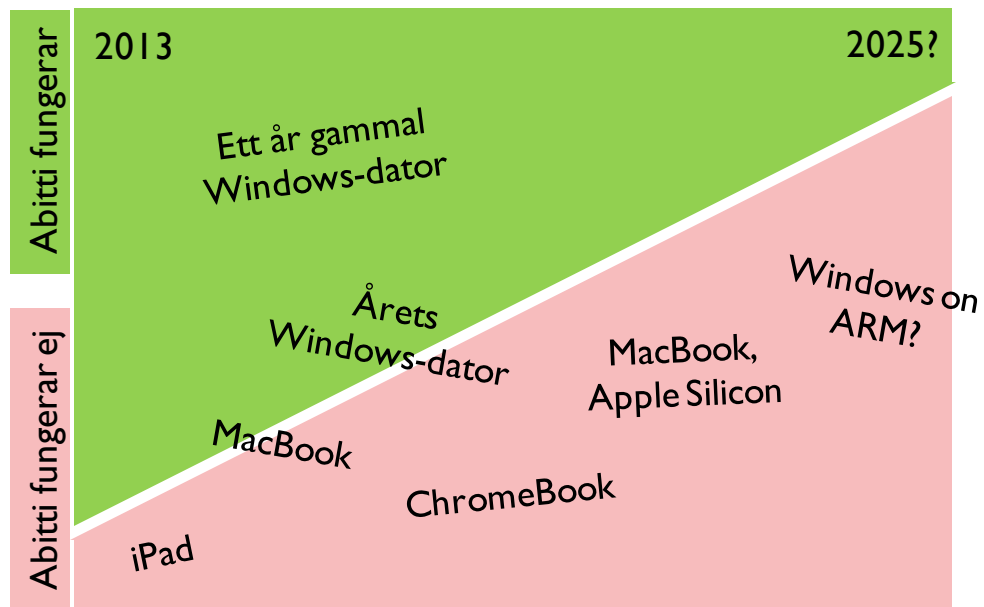 Abitti fungerar
2013
2025?
Ett år gammal
Windows-dator
Årets
Windows-dator
Windows on
ARM?
MacBook,
Apple Silicon
MacBook
ChromeBook
iPad
Abitti fungerar ej